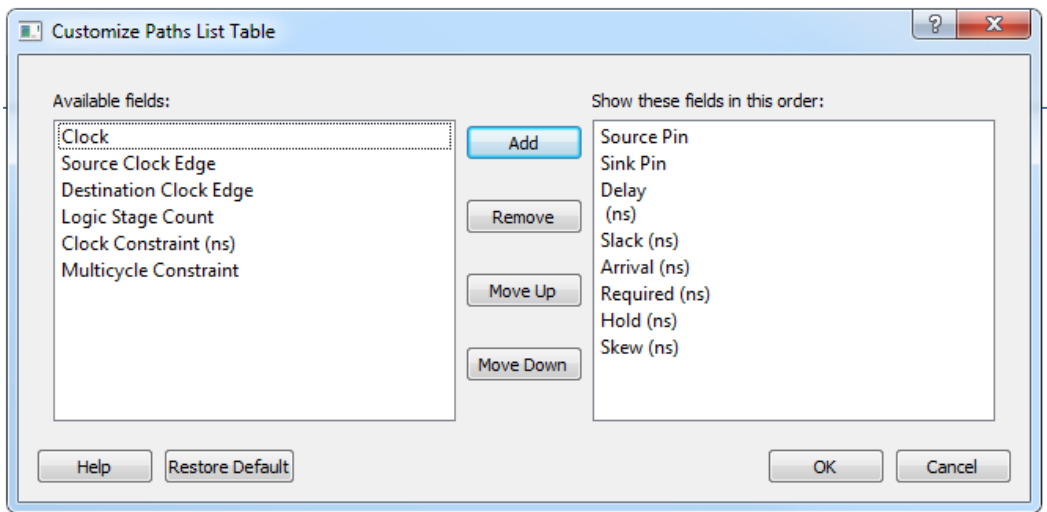 Customize Paths List Table
Available fields:
Clock
Source Clock Edge
Destination Clock Edge
Logic Stage Count
Clock Constraint (ns)
Multicycle Constraint
Add
Remove
Move Up
Move Down
Show these fields in this order:
Source Pin
Sink Pin
Delay
(ns)
Slack (ns)
Arrival (ns)
Required (ns)
Hold (ns)
Skew (ns)
Help
Restore Default
OK
Cancel